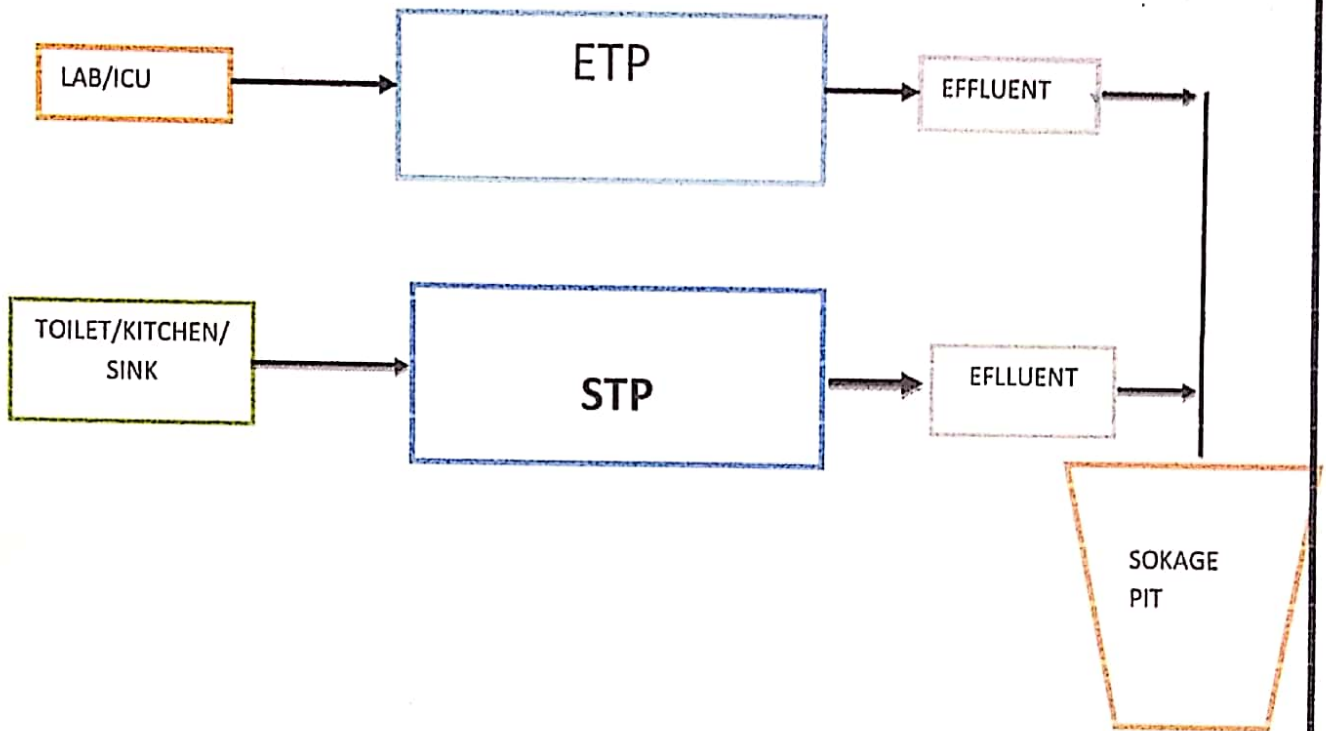 LAB/ICU
ETP
EFFLUENT
TOILET/KITCHEN/
SINK
STP
EFLLUENT
SOKAGE
PIT